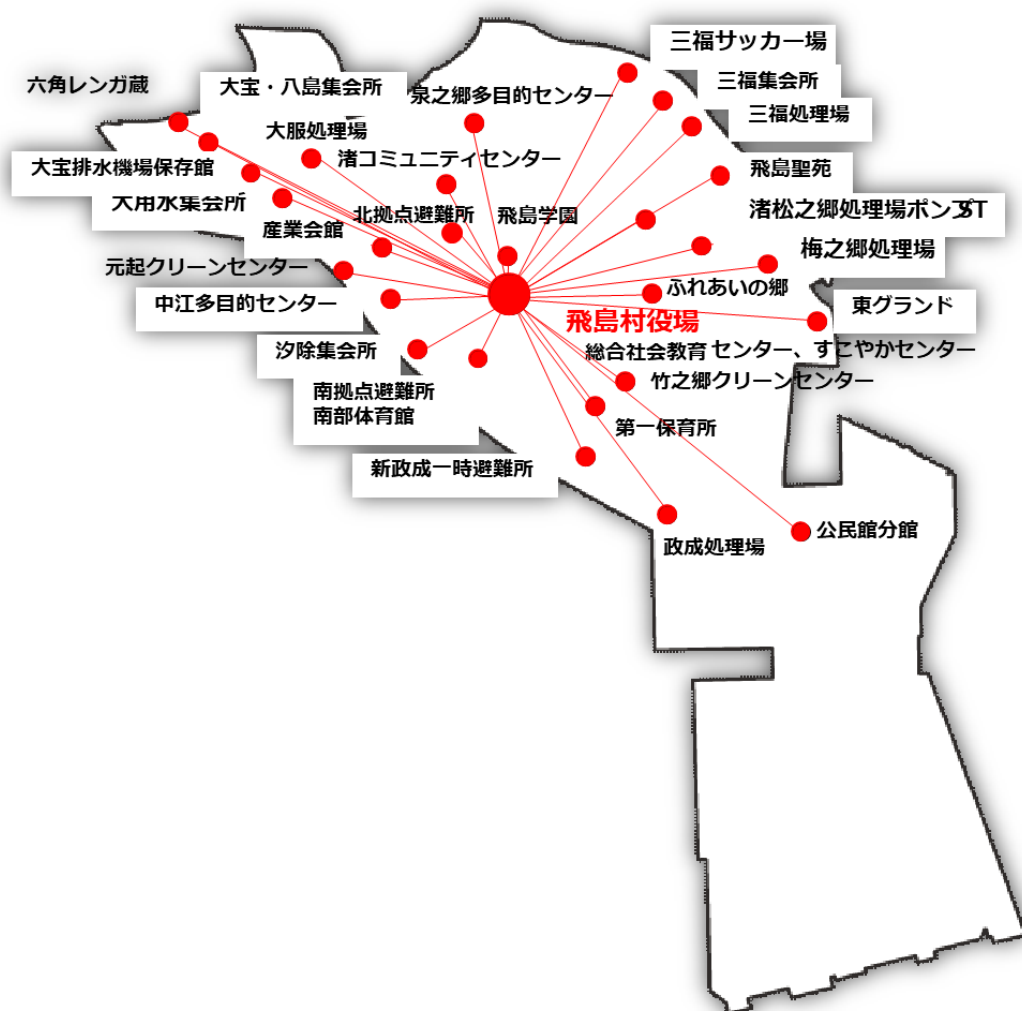 三福サッカー場
三福集会所
六角レンガ蔵
大宝・八島集会所
泉之郷多目的センター
三福処理場
大服処理場
渚コミュニティセンター
大宝排水機場保存館
飛島聖苑
大用水集会所
北拠点避難所
飛島学園
渚松之郷処理場ポンプST
産業会館
梅之郷処理場
元起クリーンセンター
ふれあいの郷
中江多目的センター
東グランド
飛島村役場
汐除集会所
総合社会教育センター、すこやかセンター
竹之郷クリーンセンター
南拠点避難所
南部体育館
第一保育所
新政成一時避難所
公民館分館
政成処理場